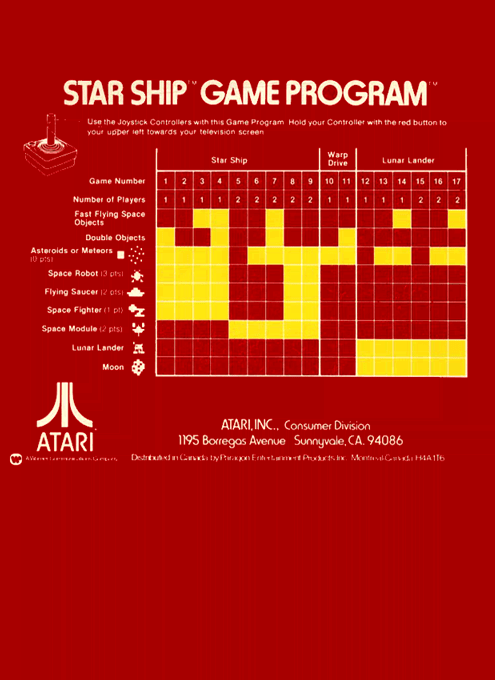 STAR SHIP™ GAME PROGRAM™
Use the Joystick Controllers with this Game Program. Hold your Controller with the red button to
your upper left towards your television screen.
Star Ship Warp Drive Lunar Lander
Game Number 1 2 3 4 5 6 7 8 9 10 11 12 13 14 15 16 17
Number of Players 1 1 1 1 2 2 2 2 2 1 1 1 1 1 2 2 2
Fast Flying Space
Objects
Double Objects
Asteroids or Meteors
(0 pts)
Space Robot (3 pts)
Flying Saucer (2 pts)
Space Fighter (1 pt)
Space Module (2 pts)
Lunar Lander
Moon
ATARI
A Warner Communications Company
ATARI, INC., Consumer Division
1195 Borregas Avenue Sunnyvale, CA. 94086
Distributed in Canada by Paragon Entertainment Products Inc. Montreal Canada H4A 1T6